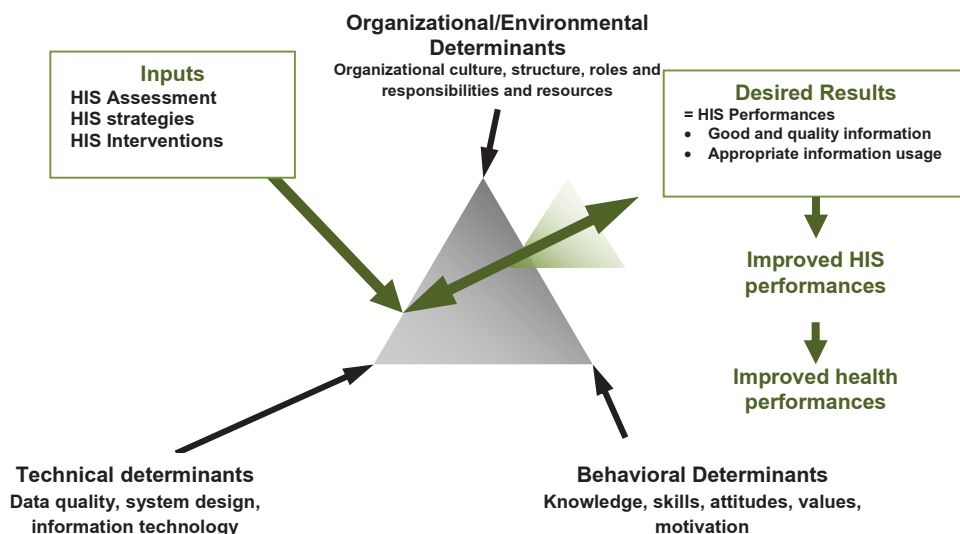 Organizational/Environmental
Determinants
Organizational culture, structure, roles and
responsibilities and resources
Inputs
HIS Assessment
HIS strategies
HIS Interventions
Desired Results
= HIS Performances
• Good and quality information
• Appropriate information usage
Improved HIS
performances
Improved health
performances
Technical determinants
Data quality, system design,
information technology
Behavioral Determinants
Knowledge, skills, attitudes, values,
motivation